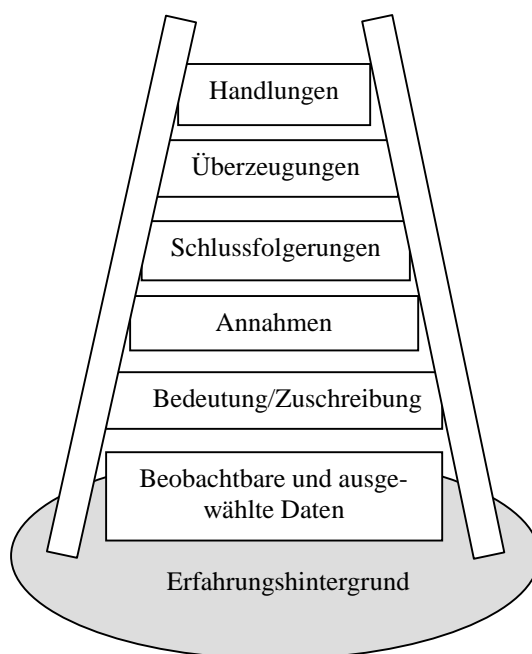 Handlungen
Überzeugungen
Schlussfolgerungen
Annahmen
Bedeutung/Zuschreibung
Beobachtbare und ausge-
wählte Daten
Erfahrungshintergrund